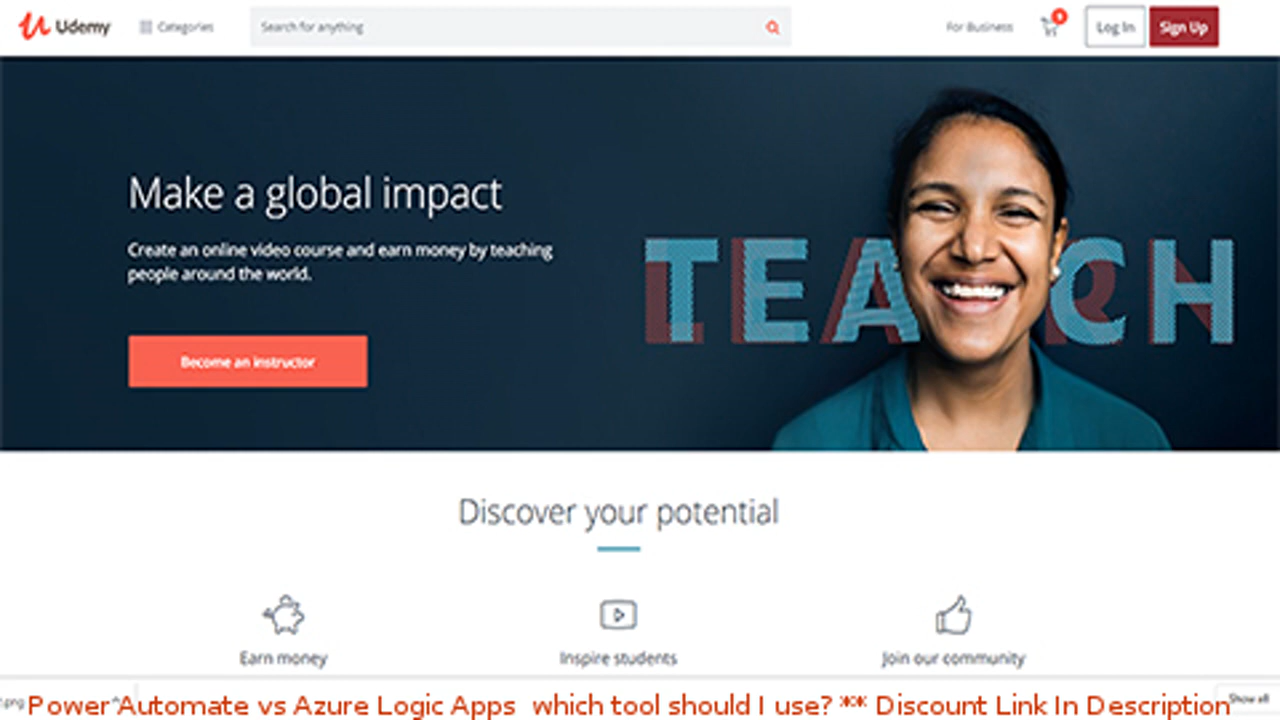 Udemy Categories Search for anything For Business Log In Sign Up
Make a global impact
Create an online video course and earn money by teaching
people around the world.
TEACH
Become an instructor
Discover your potential
Earn money Inspire students Join our community
Power Automate vs Azure Logic Apps which tool should I use? ** Discount Link In Description
Show all